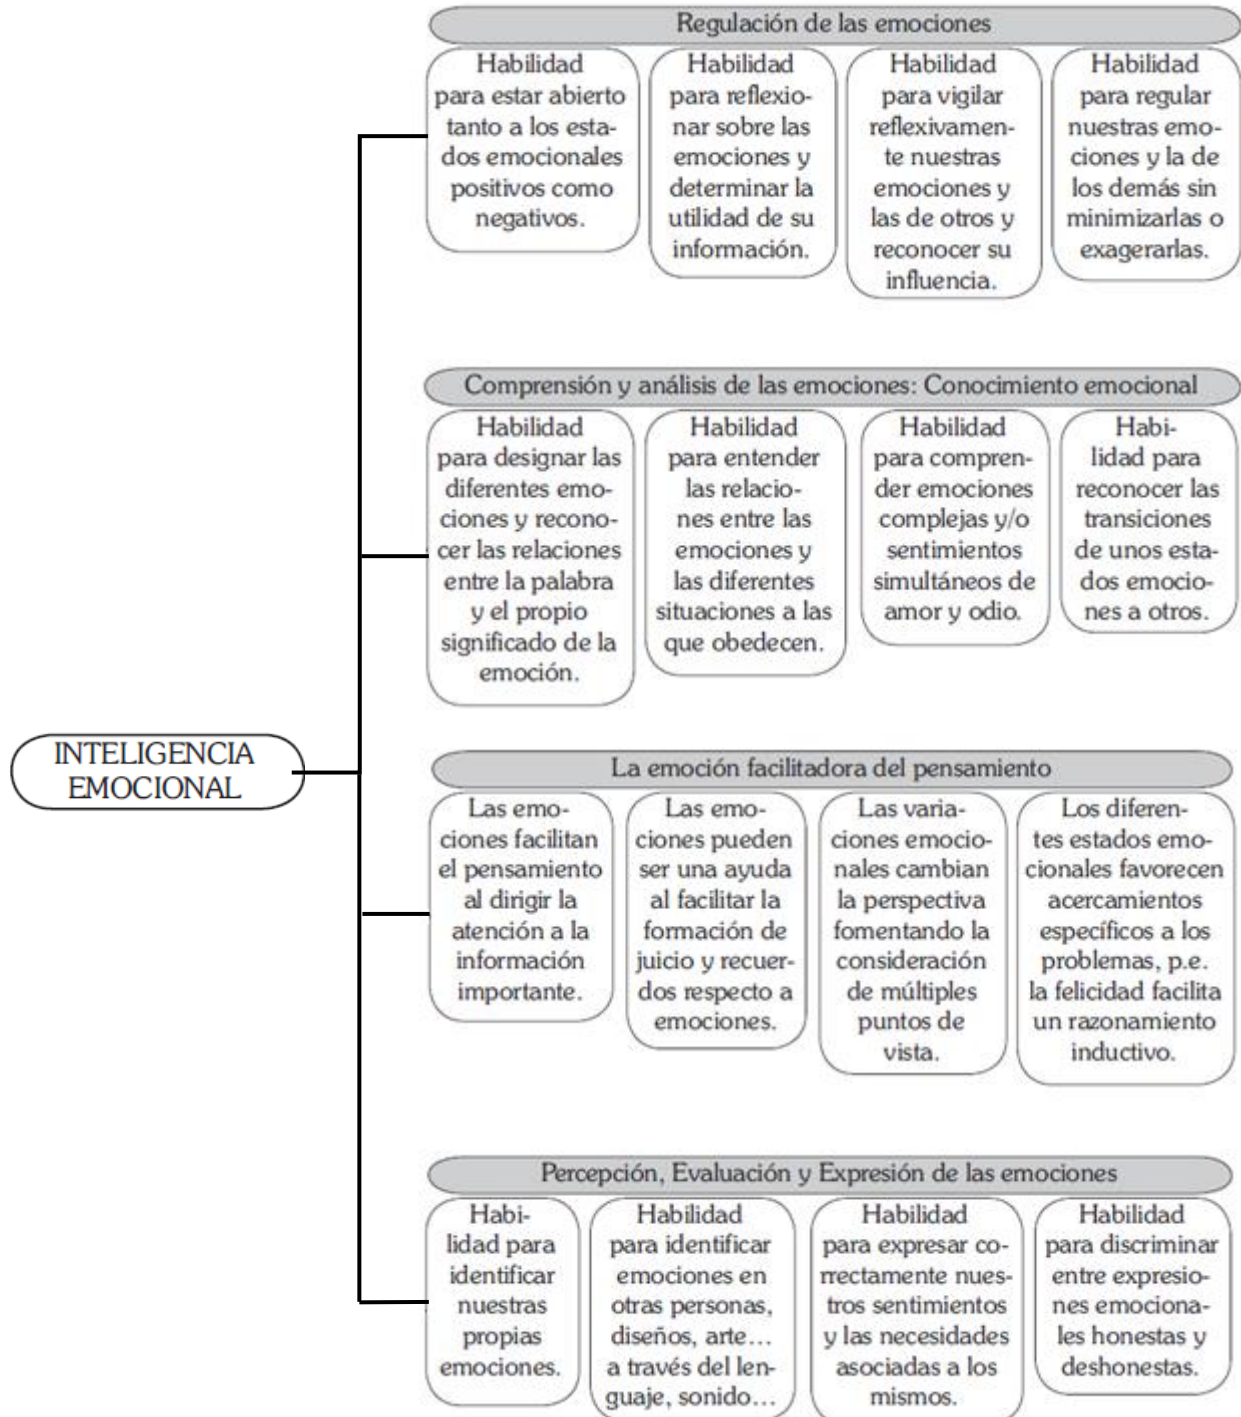 Regulación de las emociones
Habilidad
para estar abierto
tanto a los esta-
dos emocionales
positivos como
negativos.
Habilidad
para reflexio-
nar sobre las
emociones y
determinar la
utilidad de su
información.
Habilidad
para vigilar
reflexivamen-
te nuestras
emociones y
las de otros y
reconocer su
influencia.
Habilidad
para regular
nuestras emo-
ciones y la de
los demás sin
minimizarlas o
exagerarlas.
Comprensión y análisis de las emociones: Conocimiento emocional
Habilidad
para designar las
diferentes emo-
ciones y recono-
cer las relaciones
entre la palabra
y el propio
significado de la
emoción.
Habilidad
para entender
las relacio-
nes entre las
emociones y
las diferentes
situaciones a las
que obedecen.
Habilidad
para compren-
der emociones
complejas y/o
sentimientos
simultáneos de
amor y odio.
Habi-
lidad para
reconocer las
transiciones
de unos esta-
dos emocio-
nes a otros.
INTELIGENCIA
EMOCIONAL
La emoción facilitadora del pensamiento
Las emo-
ciones facilitan
el pensamiento
al dirigir la
atención a la
información
importante.
Las emo-
ciones pueden
ser una ayuda
al facilitar la
formación de
juicio y recuer-
dos respecto a
emociones.
Las varia-
ciones emocio-
nales cambian
la perspectiva
fomentando la
consideración
de múltiples
puntos de
vista.
Los diferen-
tes estados emo-
cionales favorecen
acercamientos
específicos a los
problemas, p.e.
la felicidad facilita
un razonamiento
inductivo.
Percepción, Evaluación y Expresión de las emociones
Habi-
lidad para
identificar
nuestras
propias
emociones.
Habilidad
para identificar
emociones en
otras personas,
diseños, arte...
a través del len-
guaje, sonido...
Habilidad
para expresar co-
rrectamente nues-
tros sentimientos
y las necesidades
asociadas a los
mismos.
Habilidad
para discriminar
entre expresio-
nes emociona-
les honestas y
deshonestas.